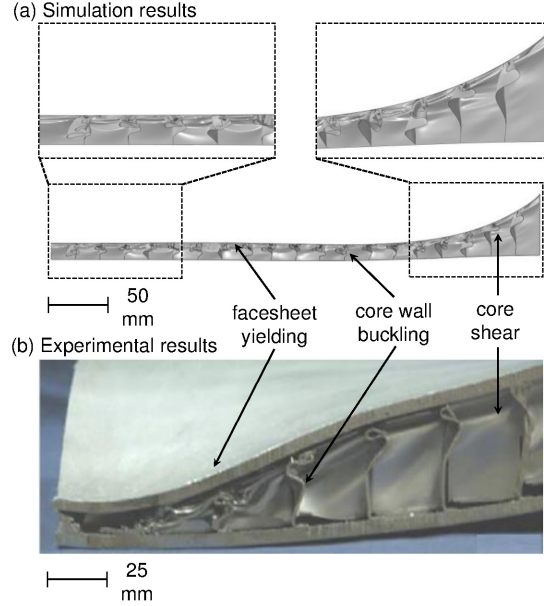 (a) Simulation results
50
mm
facesheet
yielding
core wall
buckling
core
shear
(b) Experimental results
25
mm